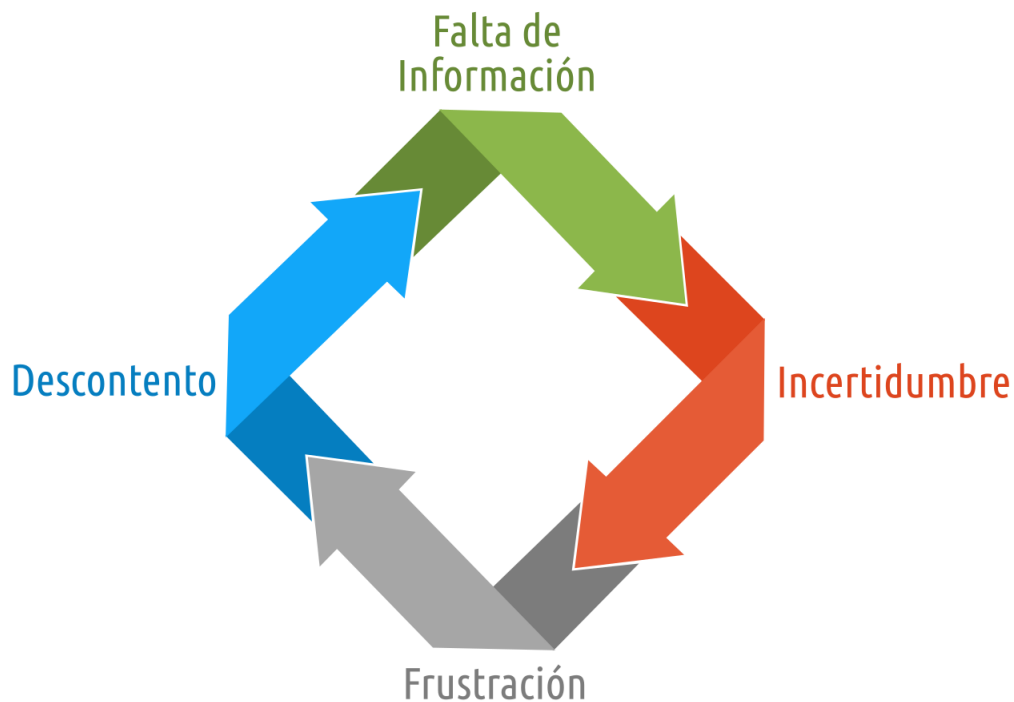 Falta de
Información
Descontento
Incertidumbre
Frustración